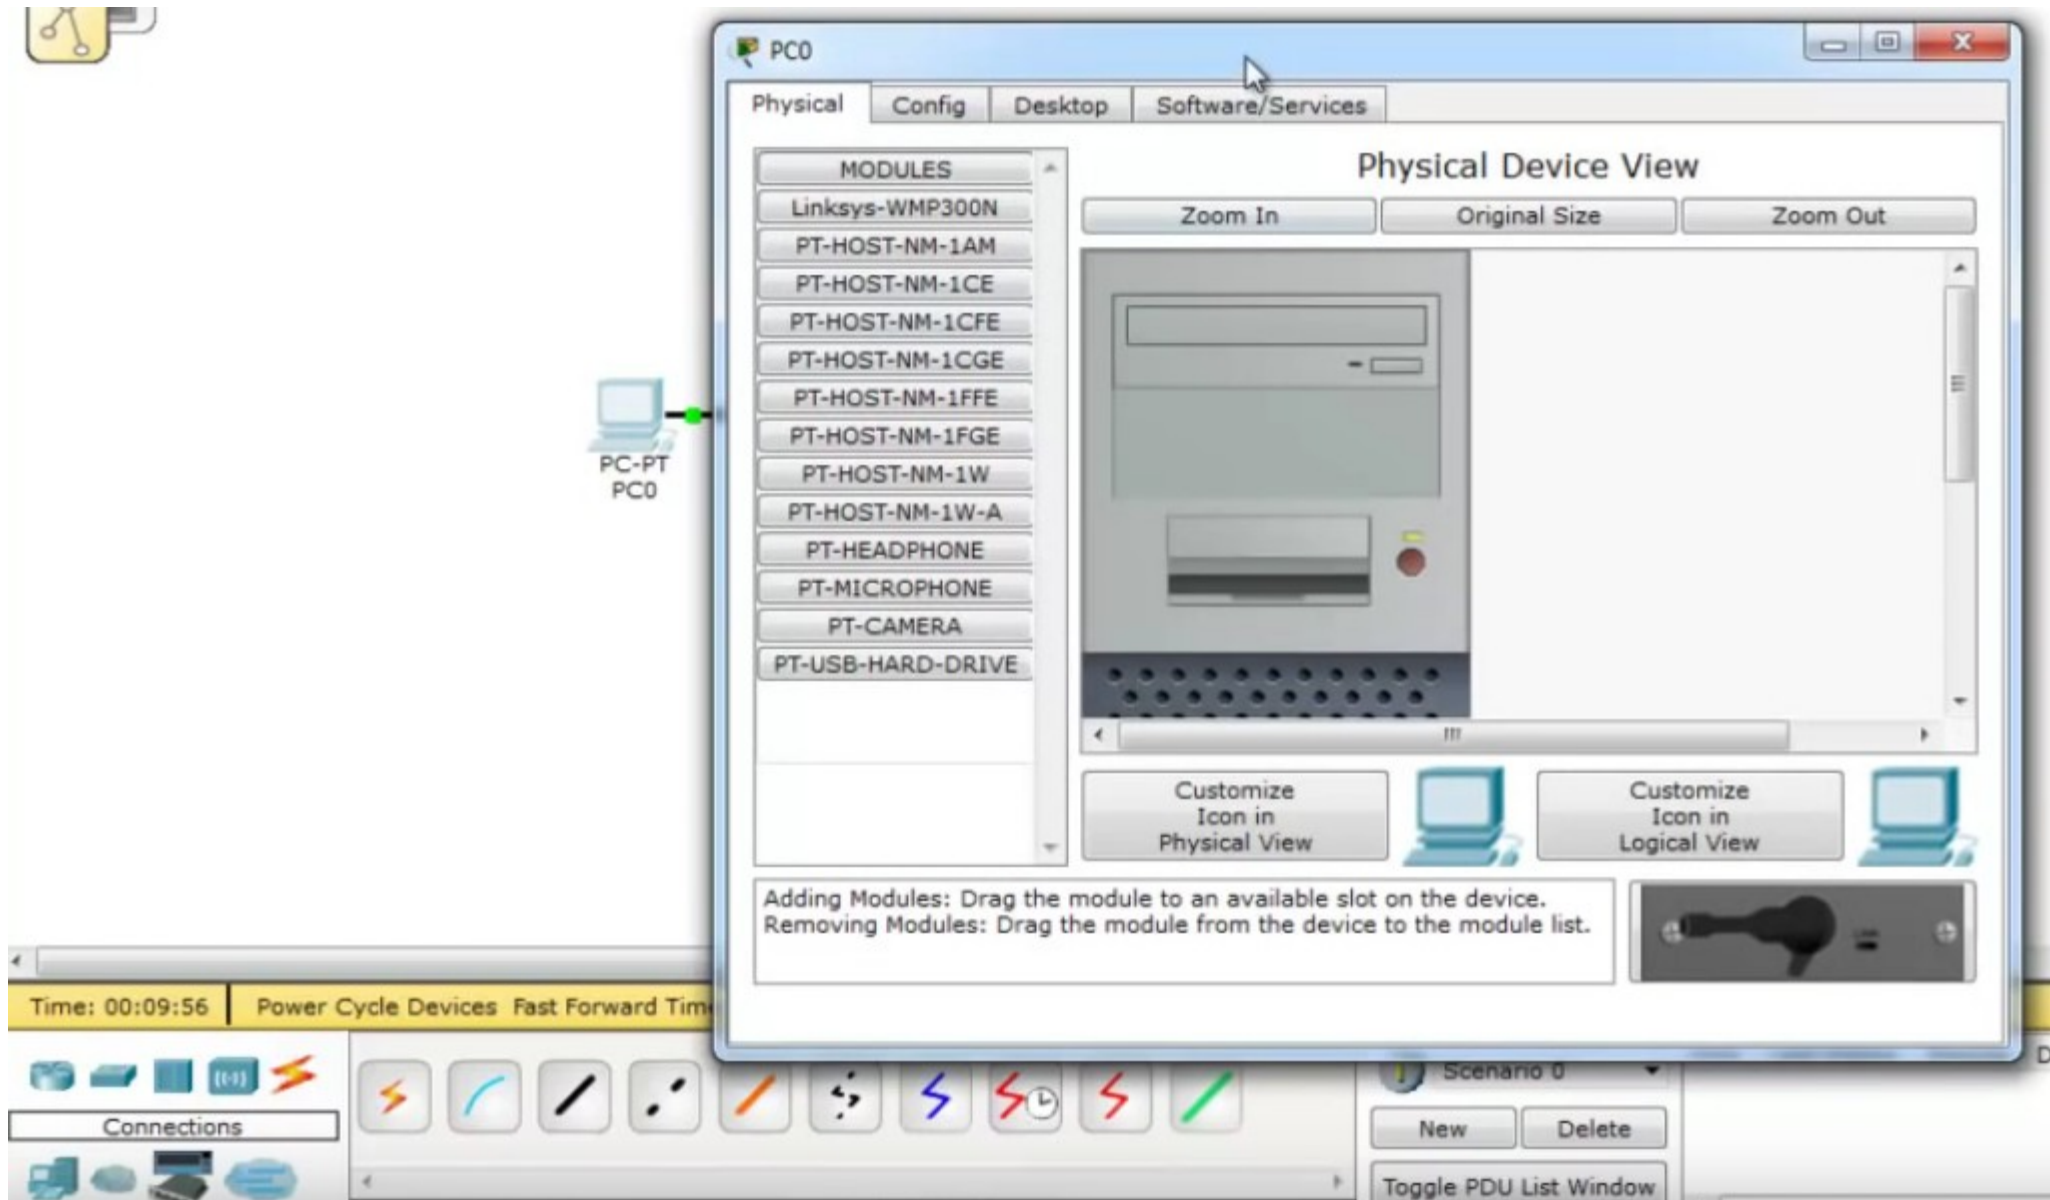 PC0
Physical
Config
Desktop
Software/Services
MODULES
Linksys-WMP300N
PT-HOST-NM-1AM
PT-HOST-NM-1CE
PT-HOST-NM-1CFE
PT-HOST-NM-1CGE
PT-HOST-NM-1FFE
PT-HOST-NM-1FGE
PT-HOST-NM-1W
PT-HOST-NM-1W-A
PT-HEADPHONE
PT-MICROPHONE
PT-CAMERA
PT-USB-HARD-DRIVE
Physical Device View
Zoom In
Original Size
Zoom Out
PC-PT
PC0
Customize
Icon in
Physical View
Customize
Icon in
Logical View
Adding Modules: Drag the module to an available slot on the device.
Removing Modules: Drag the module from the device to the module list.
Time: 00:09:56
Power Cycle Devices Fast Forward Tim
Connections
Scenario 0
New
Delete
Toggle PDU List Window